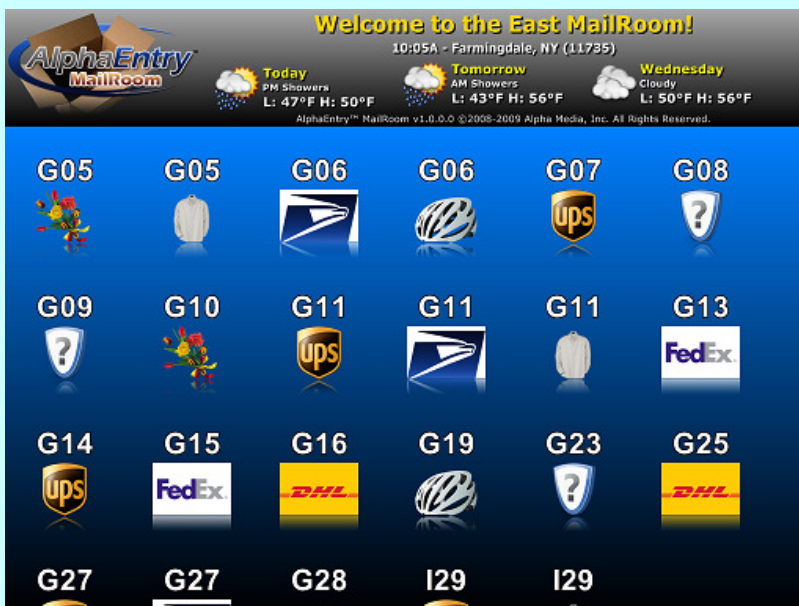 Welcome to the East MailRoom!
10:05A - Farmingdale, NY (11735)
AlphaEntry™
MailRoom
Today
PM Showers
L: 47°F H: 50°F
Tomorrow
AM Showers
L: 43°F H: 56°F
Wednesday
Cloudy
L: 50°F H: 56°F
AlphaEntry™ MailRoom v1.0.0.0 ©2008-2009 Alpha Media, Inc. All Rights Reserved.
G05 G05 G06 G06 G07 G08
ups ?
G09 G10 G11 G11 G11 G13
? ups FedEx.
G14 G15 G16 G19 G23 G25
ups FedEx. DHL ? DHL
G27 G27 G28 I29 I29